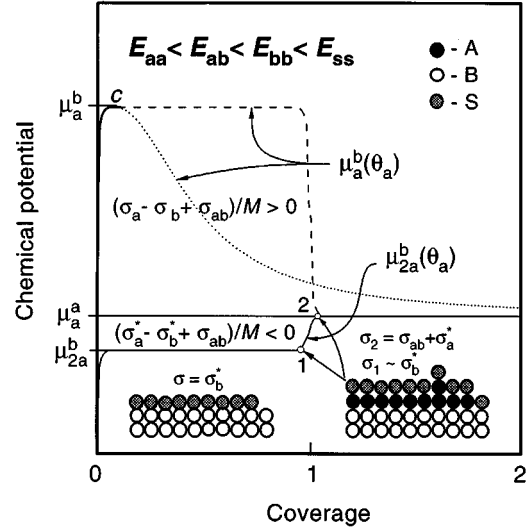 E_aa < E_ab < E_bb < E_ss
- A
- B
- S
μ_a^b
c
μ_a^b(θ_a)
(σ_a - σ_b + σ_ab)/M > 0
μ_2a^b(θ_a)
Chemical potential
μ_a^a
2
(σ_a^* - σ_b^* + σ_ab)/M < 0
σ_2 = σ_ab + σ_a^*
μ_2a^b
1
σ_1 ~ σ_b^*
σ = σ_b^*
0
1
2
Coverage